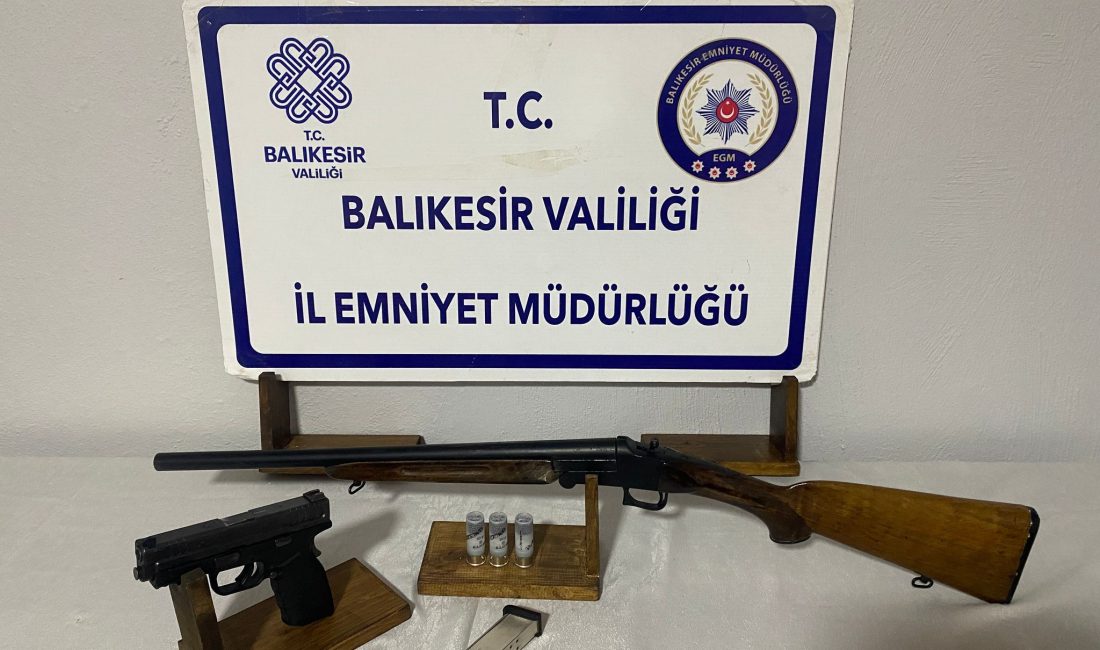 T.C.
BALIKESİR
VALİLİĞİ
T.C.
BALIKESİR EMNİYET MÜDÜRLÜĞÜ
EGM
BALIKESİR VALİLİĞİ
İL EMNİYET MÜDÜRLÜĞÜ